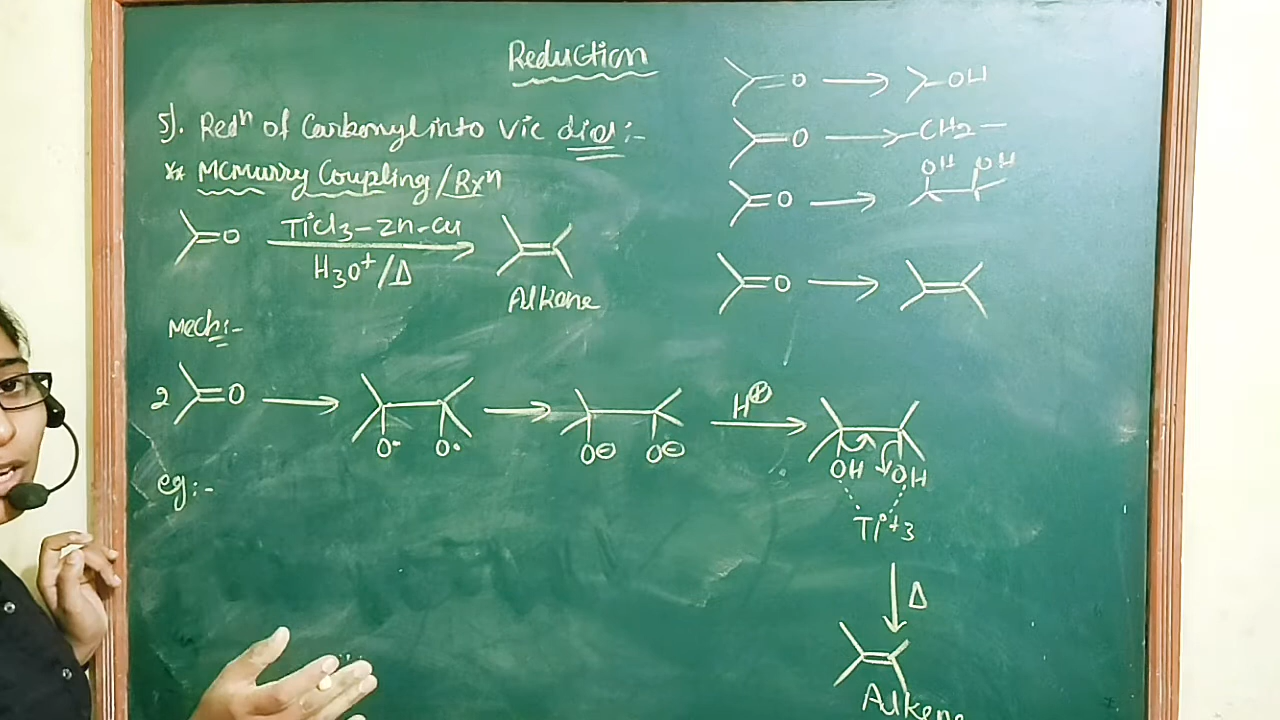 Reduction
5). Redn of Carbonyl into Vic diol :-
** McMurry Coupling / Rxn
=O TiCl3-Zn-Cu
H3O+/Δ
Alkene
Mech:-
2 =O
O• O•
O⊖ O⊖
H⊕
OH OH
Ti+3
Δ
Alkene
eg:-
=O → -OH
=O → -CH2-
=O → OH OH
=O →